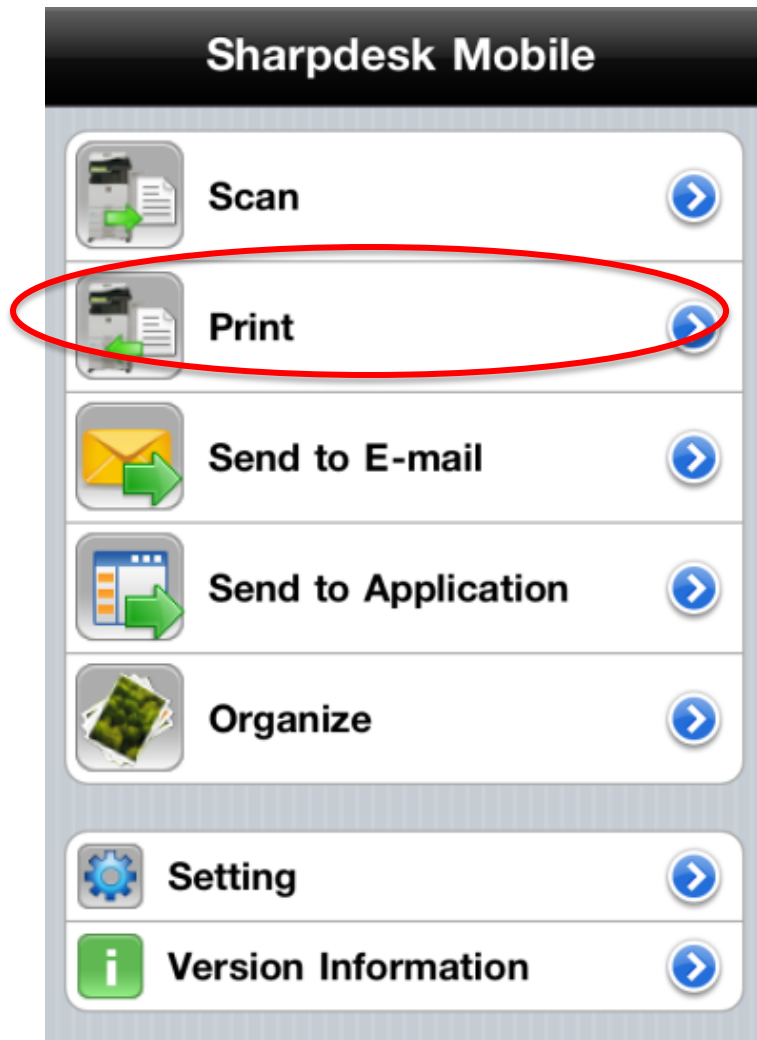 Sharpdesk Mobile
Scan
Print
Send to E-mail
Send to Application
Organize
Setting
Version Information